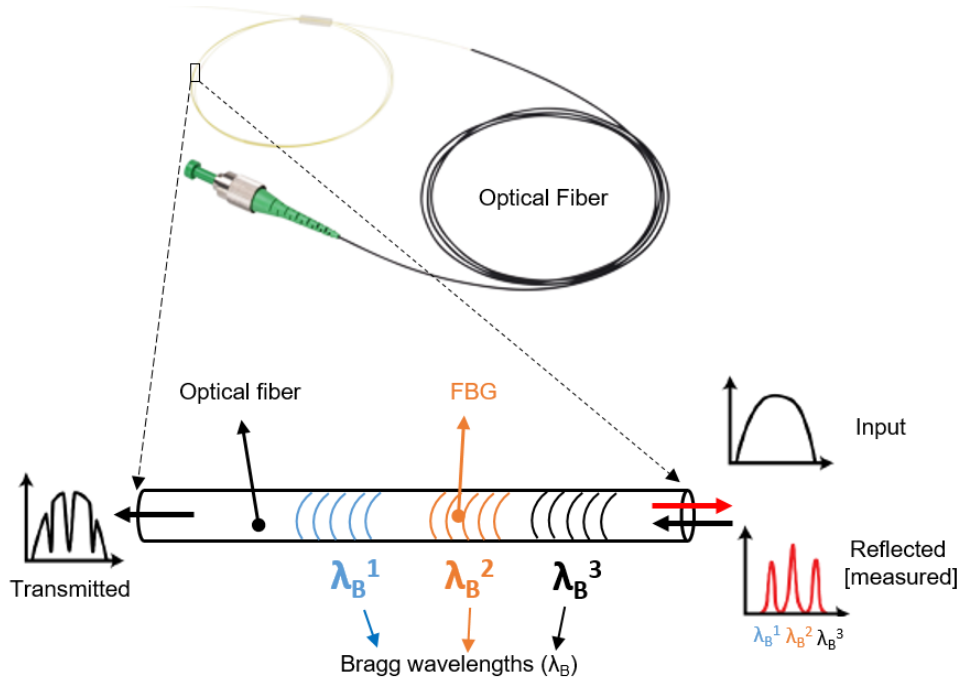 Optical Fiber
Optical fiber
FBG
Input
Transmitted
Reflected
[measured]
λB1
λB2
λB3
λB1 λB2 λB3
Bragg wavelengths (λB)